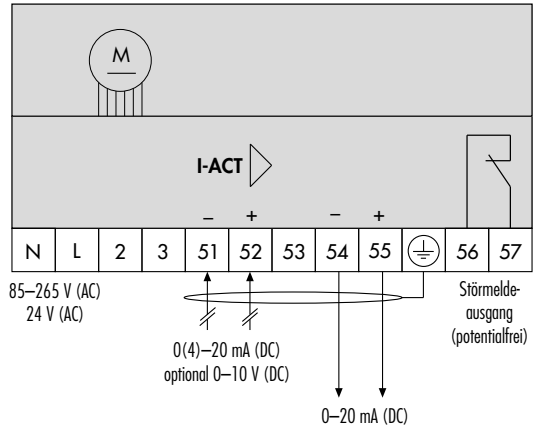 M
I-ACT
– + – +
N L 2 3 51 52 53 54 55 56 57
85–265 V (AC)
24 V (AC)
0(4)–20 mA (DC)
optional 0–10 V (DC)
0–20 mA (DC)
Störmelde-
ausgang
(potentialfrei)